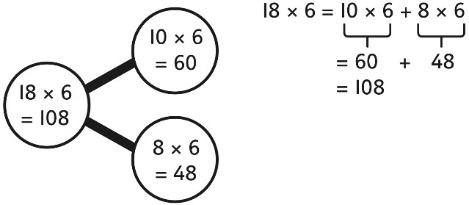 10 × 6
= 60
18 × 6
= 108
8 × 6
= 48
18 × 6 = 10 × 6 + 8 × 6
= 60 + 48
= 108